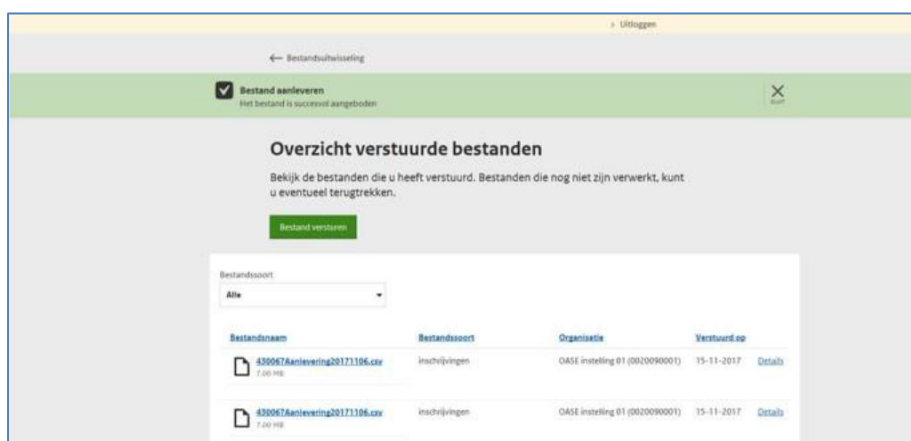 › Uitloggen
← Bestandsuitwisseling
Bestand aanleveren
Het bestand is succesvol aangeboden
Overzicht verstuurde bestanden
Bekijk de bestanden die u heeft verstuurd. Bestanden die nog niet zijn verwerkt, kunt
u eventueel terugtrekken.
Bestand versturen
Bestandssoort
Alle
Bestandsnaam Bestandssoort Organisatie Verstuurd op
430067Aanlevering20171106.csv inschrijvingen OASE instelling 01 (0020090001) 15-11-2017 Details
7.00 MB
430067Aanlevering20171106.csv inschrijvingen OASE instelling 01 (0020090001) 15-11-2017 Details
7.00 MB